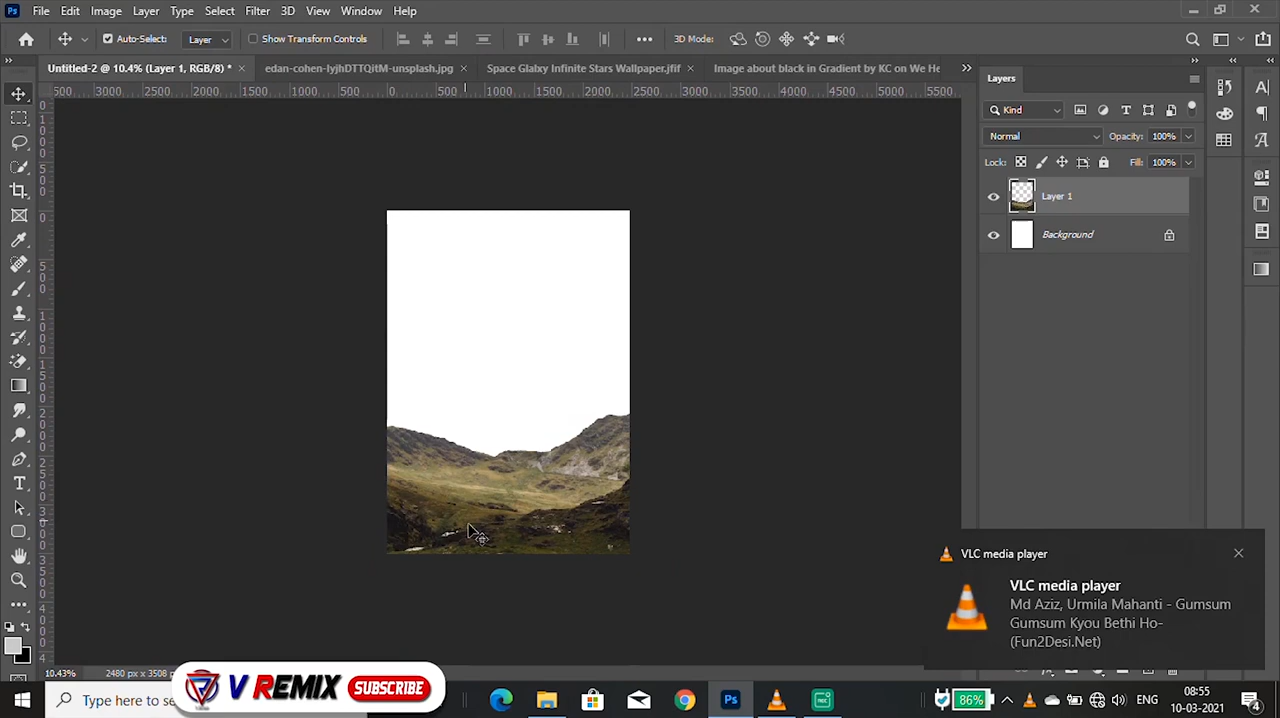 Ps File Edit Image Layer Type Select Filter 3D View Window Help
Auto-Select: Layer Show Transform Controls 3D Mode:
Untitled-2 @ 10.4% (Layer 1, RGB/8) * edan-cohen-lyjhDTTQitM-unsplash.jpg Space Glalxy Infinite Stars Wallpaper.jfif Image about black in Gradient by KC on We He
500 3000 2500 2000 1500 1000 500 0 500 1000 1500 2000 2500 3000 3500 4000 4500 5000 5500
Layers
Kind
Normal Opacity: 100%
Lock: Fill: 100%
Layer 1
Background
VLC media player
VLC media player
Md Aziz, Urmila Mahanti - Gumsum
Gumsum Kyou Bethi Ho-
(Fun2Desi.Net)
10.43% 2480 px x 3508 p
Type here to se
V REMIX SUBSCRIBE
Ps 86% ENG 08:55
10-03-2021 4